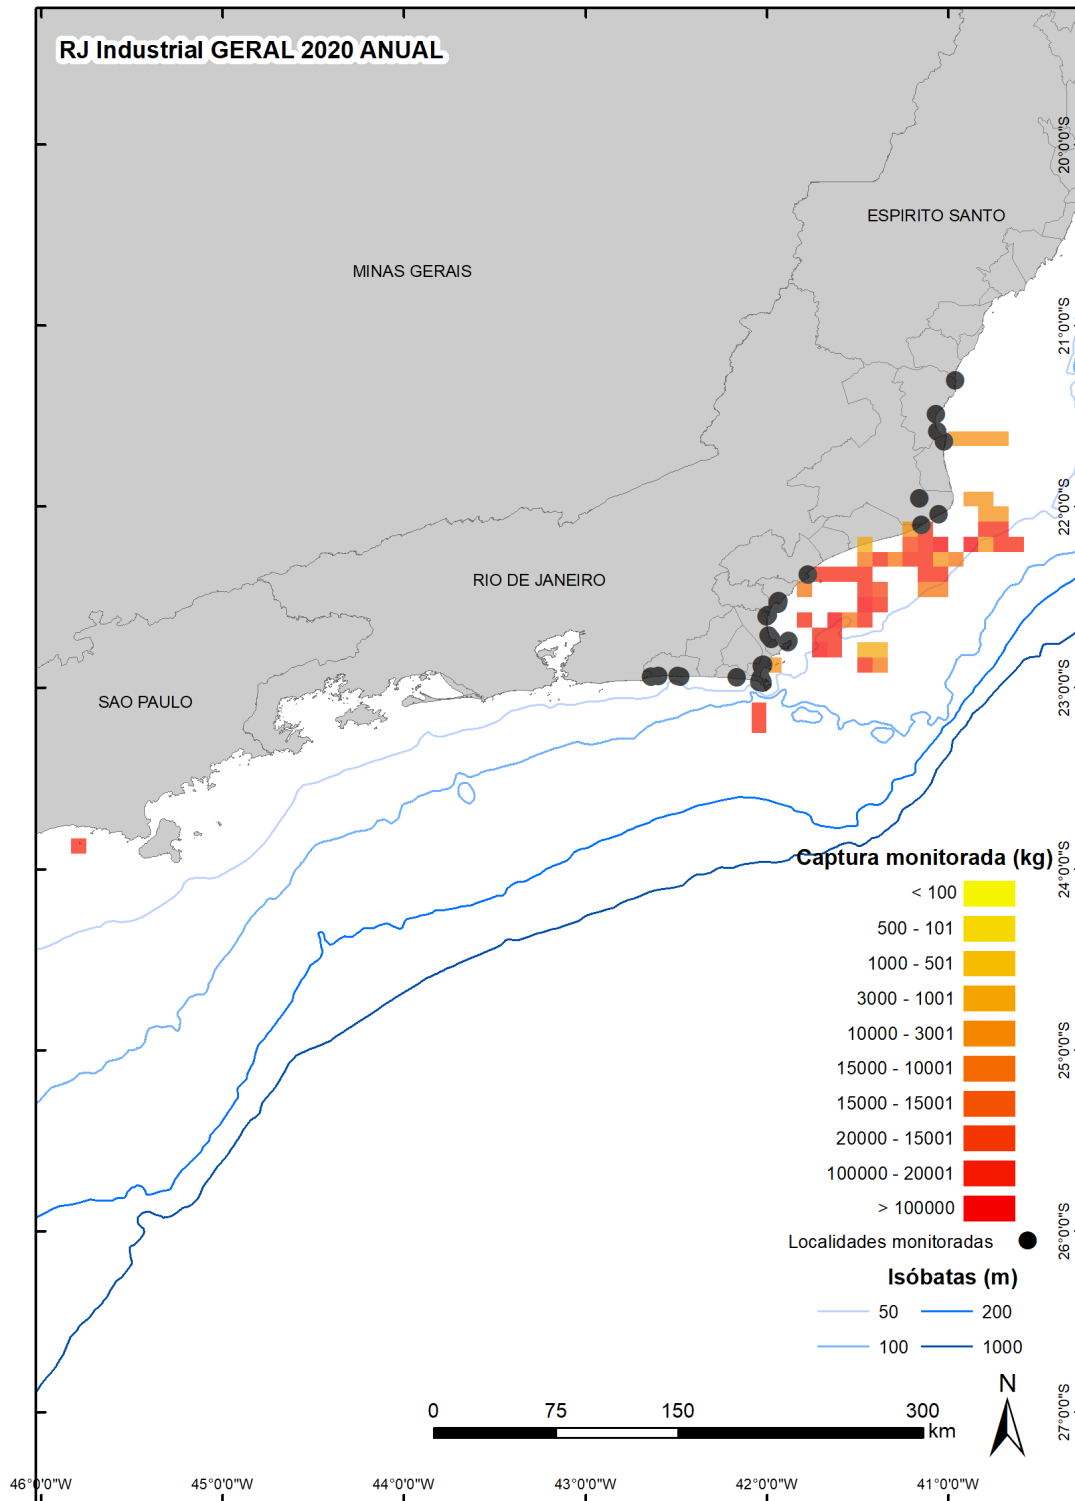 RJ Industrial GERAL 2020 ANUAL
20°0'0"S
ESPIRITO SANTO
MINAS GERAIS
21°0'0"S
22°0'0"S
RIO DE JANEIRO
23°0'0"S
SAO PAULO
24°0'0"S
Captura monitorada (kg)
< 100
500 - 101
1000 - 501
3000 - 1001
10000 - 3001
25°0'0"S
15000 - 10001
15000 - 15001
20000 - 15001
100000 - 20001
> 100000
26°0'0"S
Localidades monitoradas
Isóbatas (m)
50 200
100 1000
N
27°0'0"S
0 75 150 300
km
46°0'0"W 45°0'0"W 44°0'0"W 43°0'0"W 42°0'0"W 41°0'0"W